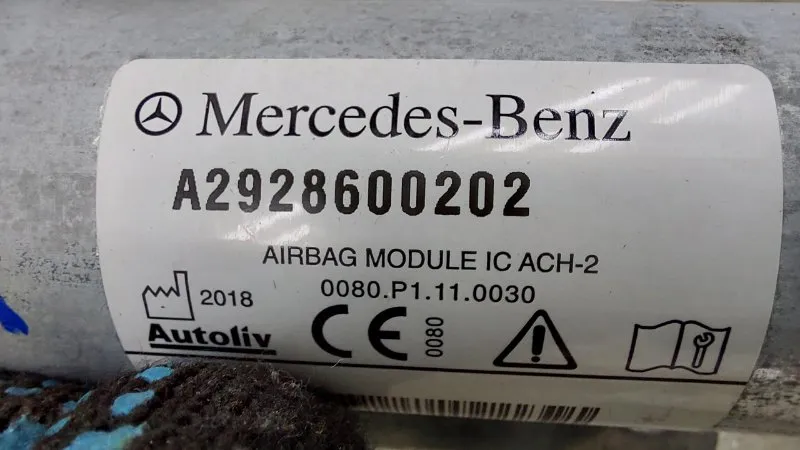 Mercedes-Benz
A2928600202
AIRBAG MODULE IC ACH-2
2018
0080.P1.11.0030
Autoliv
CE
0080